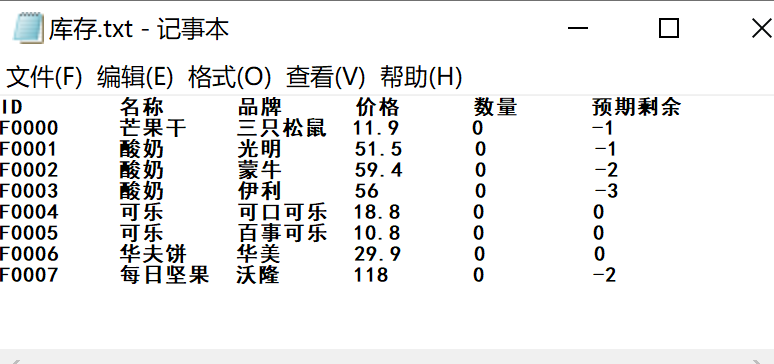 库存.txt - 记事本
文件(F) 编辑(E) 格式(O) 查看(V) 帮助(H)
ID 名称 品牌 价格 数量 预期剩余
F0000 芒果干 三只松鼠 11.9 0 -1
F0001 酸奶 光明 51.5 0 -1
F0002 酸奶 蒙牛 59.4 0 -2
F0003 酸奶 伊利 56 0 -3
F0004 可乐 可口可乐 18.8 0 0
F0005 可乐 百事可乐 10.8 0 0
F0006 华夫饼 华美 29.9 0 0
F0007 每日坚果 沃隆 118 0 -2